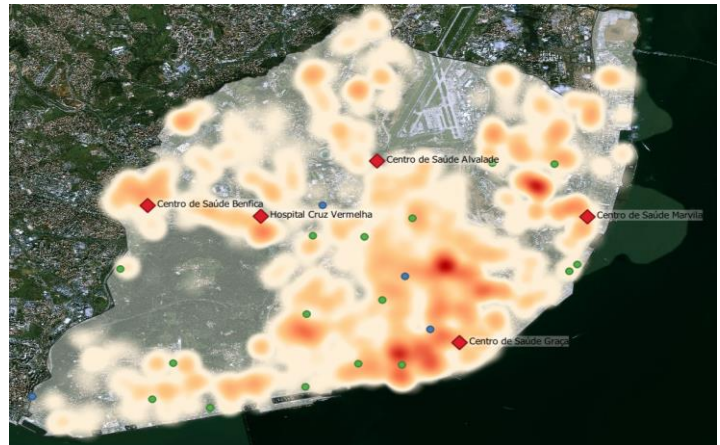 Centro de Saúde Alvalade
Centro de Saúde Benfica
Hospital Cruz Vermelha
Centro de Saúde Marvila
Centro de Saúde Graça